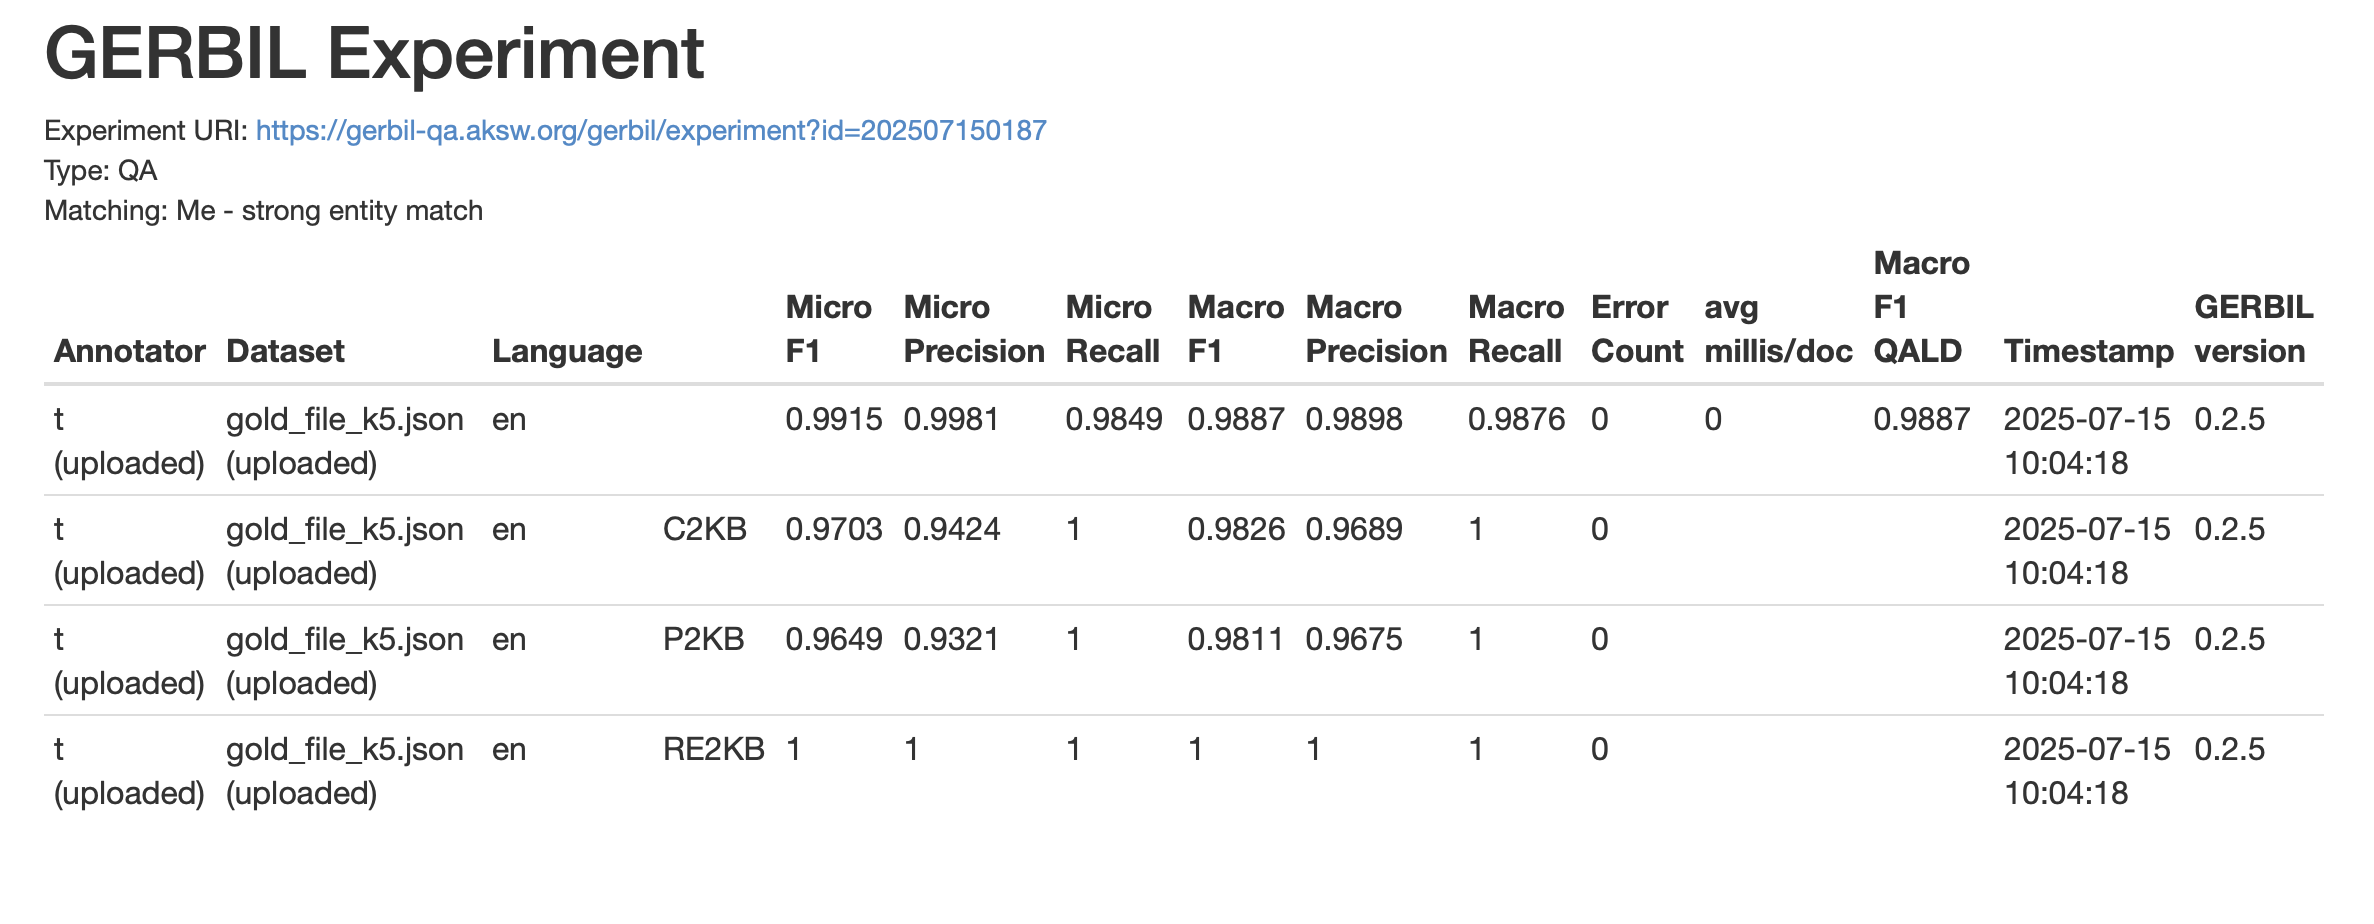 GERBIL Experiment
Experiment URI: https://gerbil-qa.aksw.org/gerbil/experiment?id=202507150187
Type: QA
Matching: Me - strong entity match
Annotator Dataset Language Micro F1 Micro Precision Micro Recall Macro F1 Macro Precision Macro Recall Error Count avg millis/doc Macro F1 QALD Timestamp GERBIL version
t (uploaded) gold_file_k5.json (uploaded) en 0.9915 0.9981 0.9849 0.9887 0.9898 0.9876 0 0 0.9887 2025-07-15 10:04:18 0.2.5
t (uploaded) gold_file_k5.json (uploaded) en C2KB 0.9703 0.9424 1 0.9826 0.9689 1 0 2025-07-15 10:04:18 0.2.5
t (uploaded) gold_file_k5.json (uploaded) en P2KB 0.9649 0.9321 1 0.9811 0.9675 1 0 2025-07-15 10:04:18 0.2.5
t (uploaded) gold_file_k5.json (uploaded) en RE2KB 1 1 1 1 1 1 0 2025-07-15 10:04:18 0.2.5